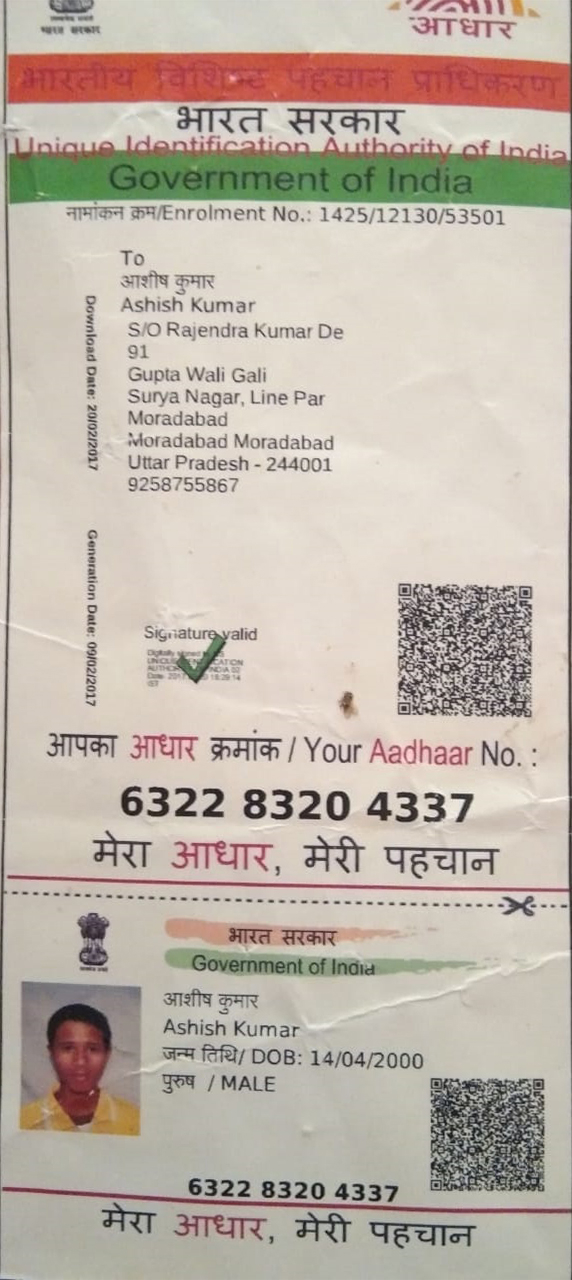 भारत सरकार
आधार
भारतीय विशिष्ट पहचान प्राधिकरण
भारत सरकार
Unique Identification Authority of India
Government of India
नामांकन क्रम/Enrolment No.: 1425/12130/53501
To
आशीष कुमार
Ashish Kumar
S/O Rajendra Kumar De
91
Gupta Wali Gali
Surya Nagar, Line Par
Moradabad
Moradabad Moradabad
Uttar Pradesh - 244001
9258755867
Download Date: 20/02/2017
Generation Date: 09/02/2017
Signature valid
आपका आधार क्रमांक / Your Aadhaar No. :
6322 8320 4337
मेरा आधार, मेरी पहचान
भारत सरकार
Government of India
आशीष कुमार
Ashish Kumar
जन्म तिथि/ DOB: 14/04/2000
पुरुष / MALE
6322 8320 4337
मेरा आधार, मेरी पहचान